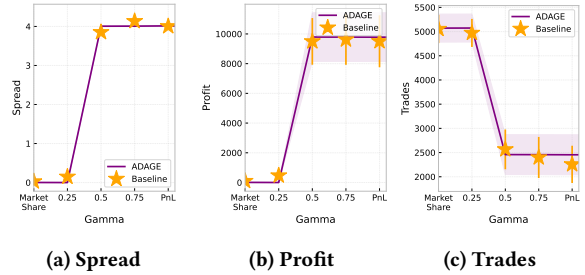 4
3
2
1
0
Spread
ADAGE
Baseline
Market
Share
0.25
0.5
0.75
PnL
Gamma
(a) Spread
10000
8000
6000
4000
2000
0
Profit
ADAGE
Baseline
Market
Share
0.25
0.5
0.75
PnL
Gamma
(b) Profit
5500
5000
4500
4000
3500
3000
2500
2000
Trades
ADAGE
Baseline
Market
Share
0.25
0.5
0.75
PnL
Gamma
(c) Trades